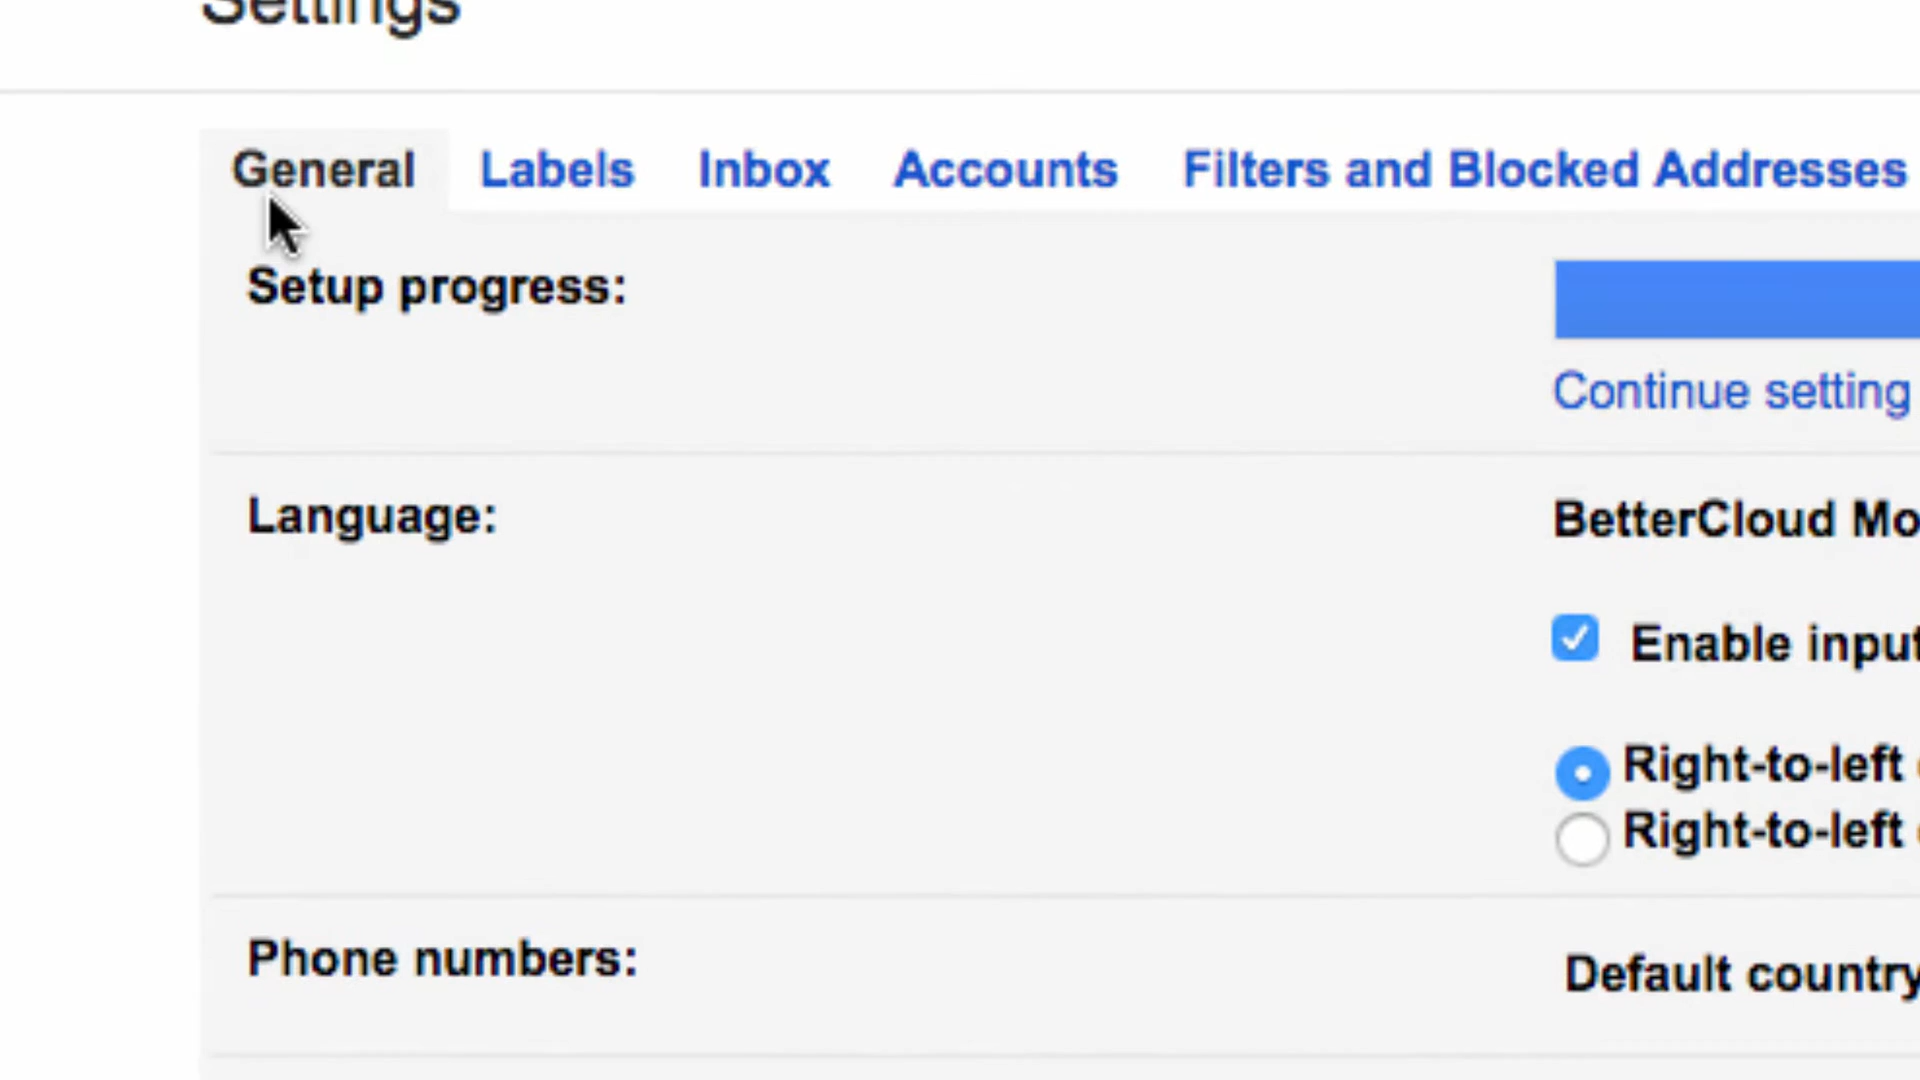 Settings
General Labels Inbox Accounts Filters and Blocked Addresses
Setup progress:
Continue setting
Language:
BetterCloud Mo
Enable input
Right-to-left
Right-to-left
Phone numbers:
Default country